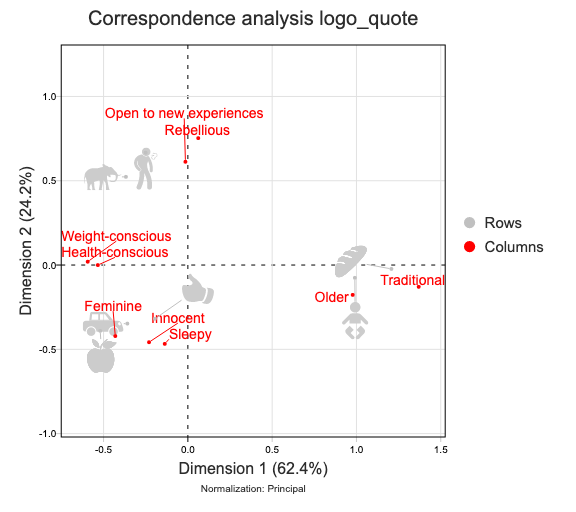 Correspondence analysis logo_quote
Dimension 2 (24.2%)
1.0
0.5
0.0
-0.5
-1.0
Open to new experiences
Rebellious
Weight-conscious
Health-conscious
Traditional
Older
Feminine
Innocent
Sleepy
Rows
Columns
-0.5
0.0
0.5
1.0
1.5
Dimension 1 (62.4%)
Normalization: Principal